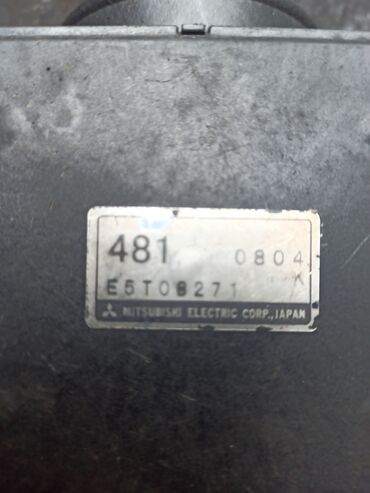 481 0804
E5T08271 K
MITSUBISHI ELECTRIC CORP., JAPAN